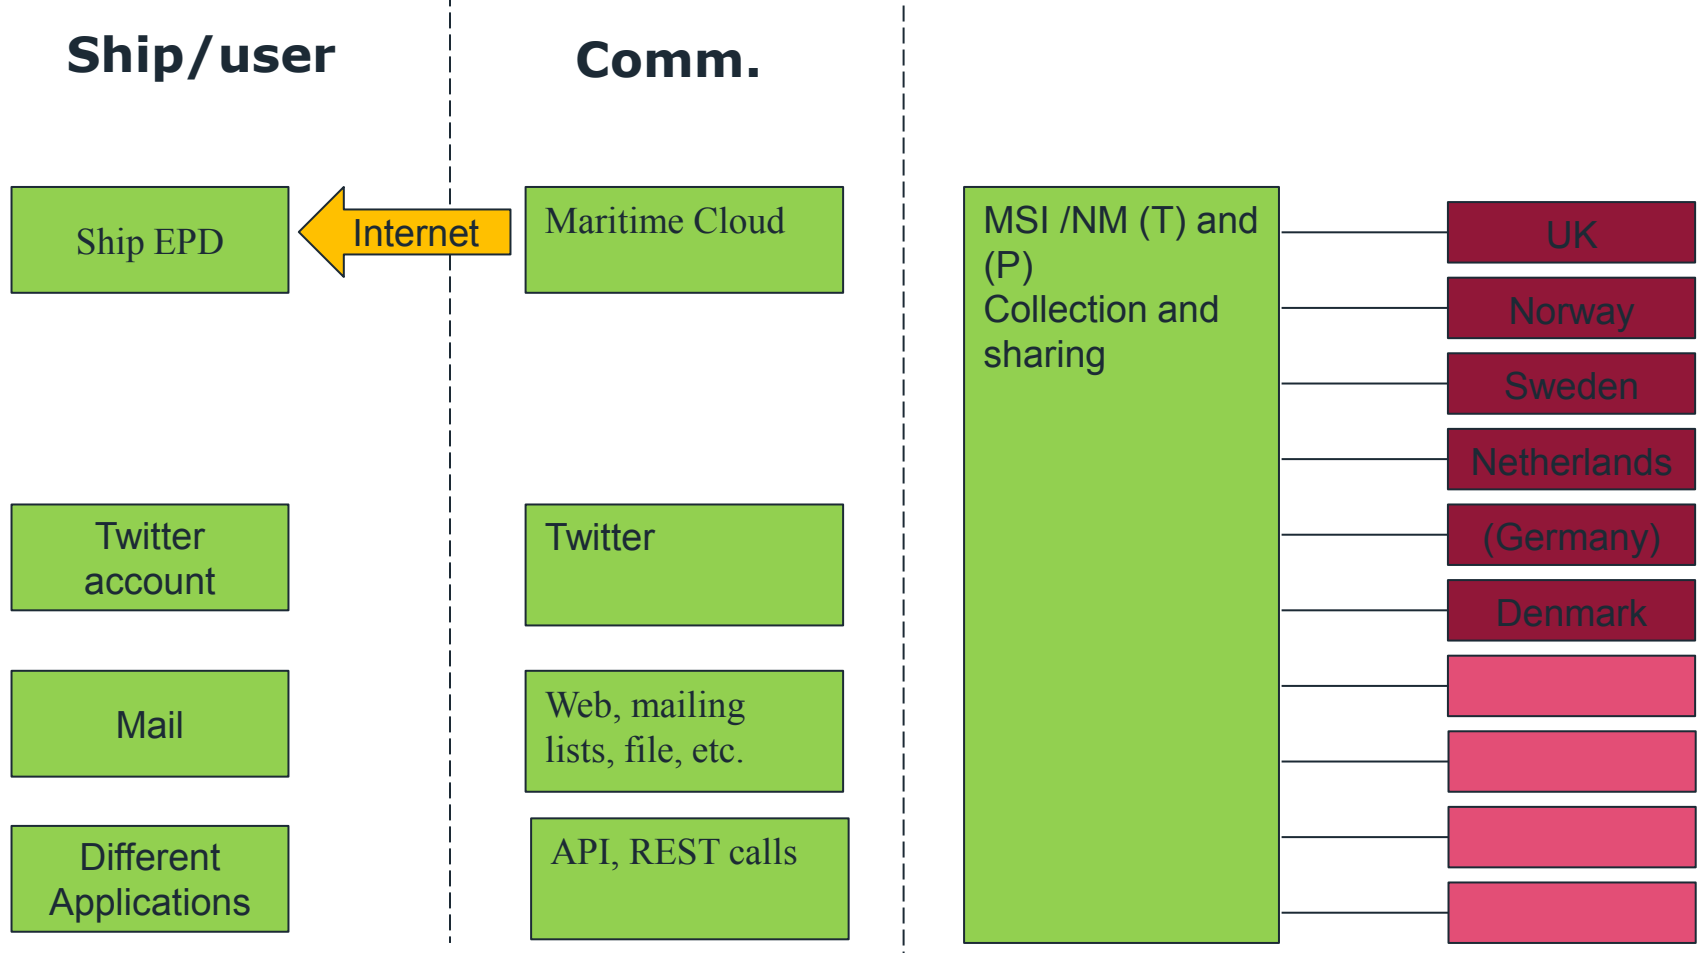 Ship/user
Comm.
Ship EPD
Internet
Maritime Cloud
MSI /NM (T) and
(P)
Collection and
sharing
UK
Norway
Sweden
Netherlands
(Germany)
Denmark
Twitter
account
Twitter
Mail
Web, mailing
lists, file, etc.
Different
Applications
API, REST calls